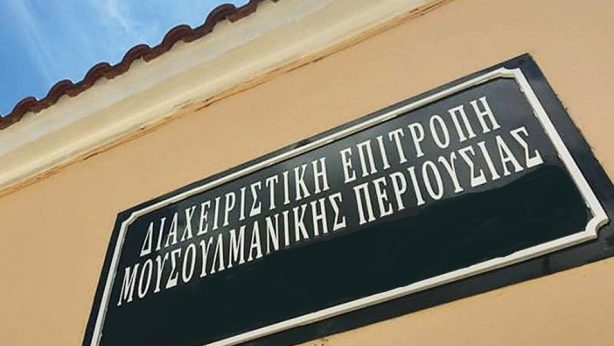 ΔΙΑΧΕΙΡΙΣΤΙΚΗ ΕΠΙΤΡΟΠΗ
ΜΟΥΣΟΥΛΜΑΝΙΚΗΣ ΠΕΡΙΟΥΣΙΑΣ